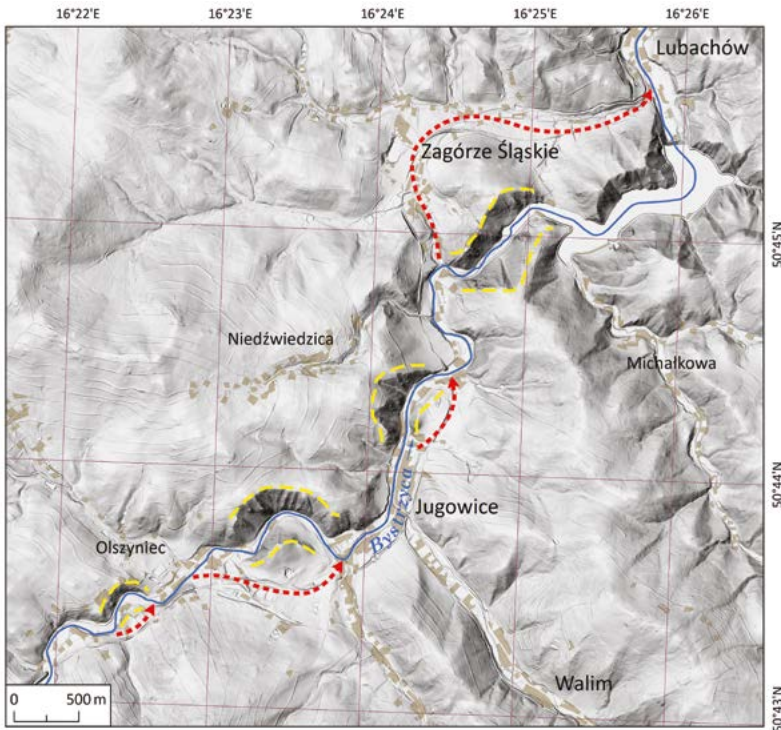 16°22'E 16°23'E 16°24'E 16°25'E 16°26'E
Lubachów
Zagórze Śląskie
50°45'N
Niedźwiedzica
Michałkowa
50°44'N
Jugowice
Bystrzyca
Olszyniec
Walim
0 500 m
50°43'N